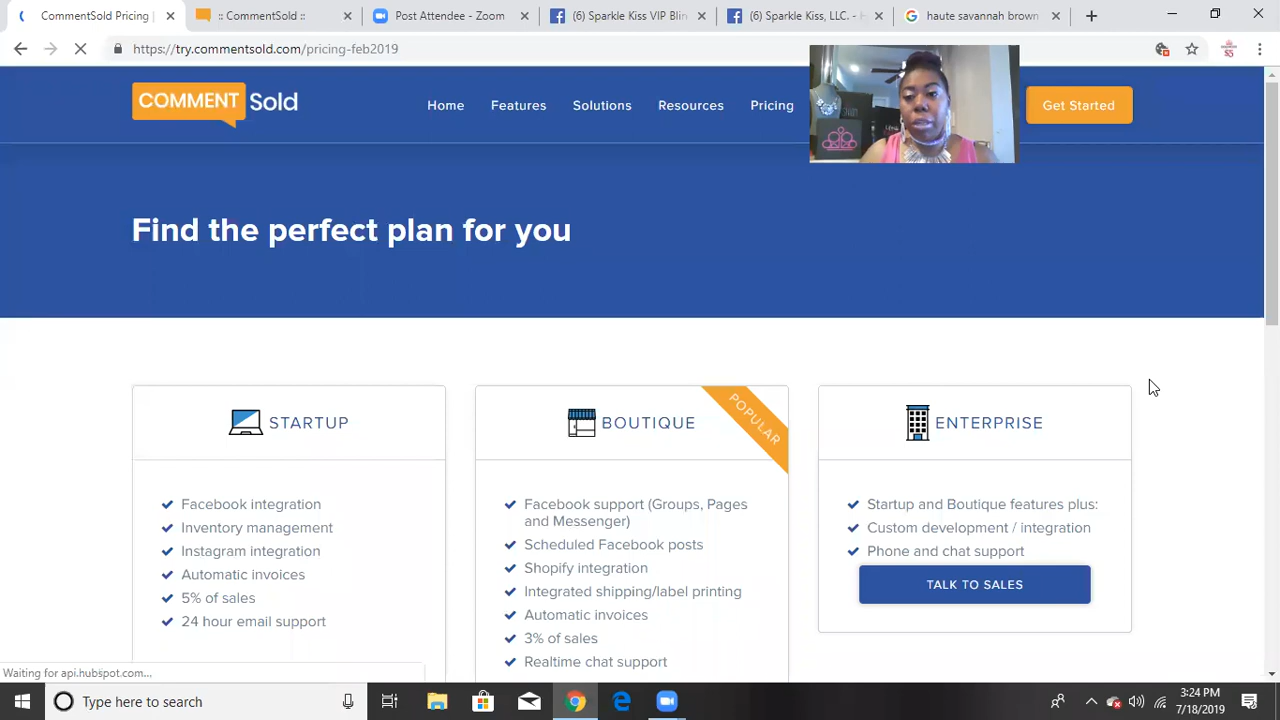 CommentSold Pricing |
:: CommentSold ::
Post Attendee - Zoom
(6) Sparkle Kiss VIP Blin
(6) Sparkle Kiss, LLC. - H
haute savannah brown
https://try.commentsold.com/pricing-feb2019
$5
COMMENT Sold
Home
Features
Solutions
Resources
Pricing
Get Started
Find the perfect plan for you
STARTUP
Facebook integration
Inventory management
Instagram integration
Automatic invoices
5% of sales
24 hour email support
BOUTIQUE
POPULAR
Facebook support (Groups, Pages
and Messenger)
Scheduled Facebook posts
Shopify integration
Integrated shipping/label printing
Automatic invoices
3% of sales
Realtime chat support
ENTERPRISE
Startup and Boutique features plus:
Custom development / integration
Phone and chat support
TALK TO SALES
Waiting for api.hubspot.com...
Type here to search
3:24 PM
7/18/2019